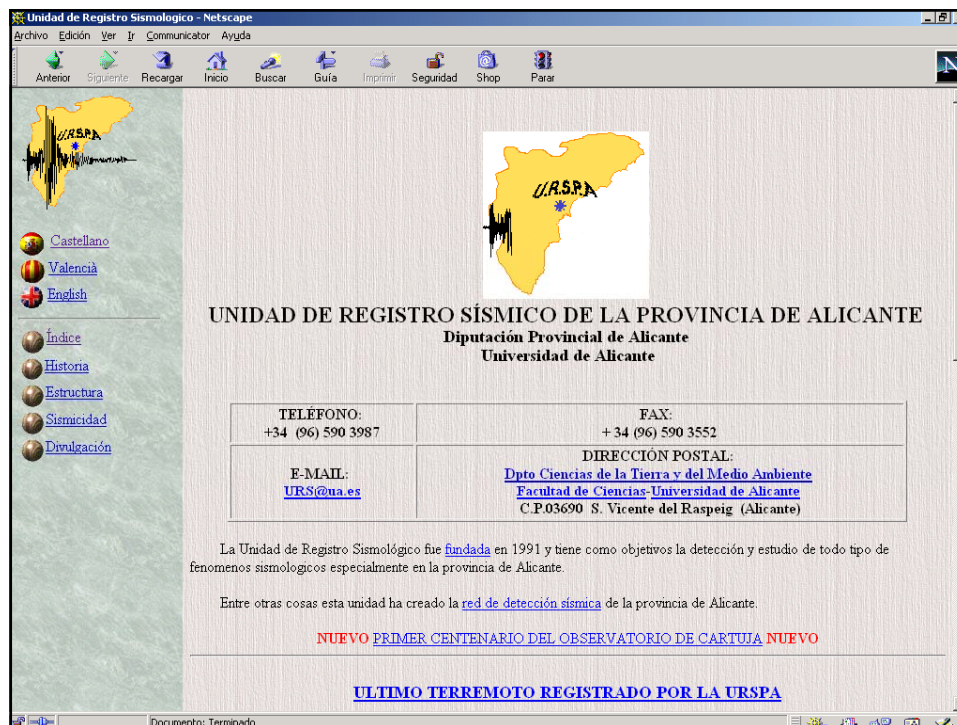 Unidad de Registro Sismologico - Netscape
Archivo Edición Ver Ir Communicator Ayuda
Anterior Siguiente Recargar Inicio Buscar Guía Imprimir Seguridad Shop Parar
N
U.R.S.P.A
Castellano
Valencià
English
Índice
Historia
Estructura
Sismicidad
Divulgación
U.R.S.P.A
UNIDAD DE REGISTRO SÍSMICO DE LA PROVINCIA DE ALICANTE
Diputación Provincial de Alicante
Universidad de Alicante
TELÉFONO:
+34 (96) 590 3987
FAX:
+ 34 (96) 590 3552
E-MAIL:
URS@ua.es
DIRECCIÓN POSTAL:
Dpto Ciencias de la Tierra y del Medio Ambiente
Facultad de Ciencias-Universidad de Alicante
C.P.03690 S. Vicente del Raspeig (Alicante)
La Unidad de Registro Sismológico fue fundada en 1991 y tiene como objetivos la detección y estudio de todo tipo de
fenomenos sismologicos especialmente en la provincia de Alicante.
Entre otras cosas esta unidad ha creado la red de detección sísmica de la provincia de Alicante.
NUEVO PRIMER CENTENARIO DEL OBSERVATORIO DE CARTUJA NUEVO
ULTIMO TERREMOTO REGISTRADO POR LA URSPA
Documento: Terminado